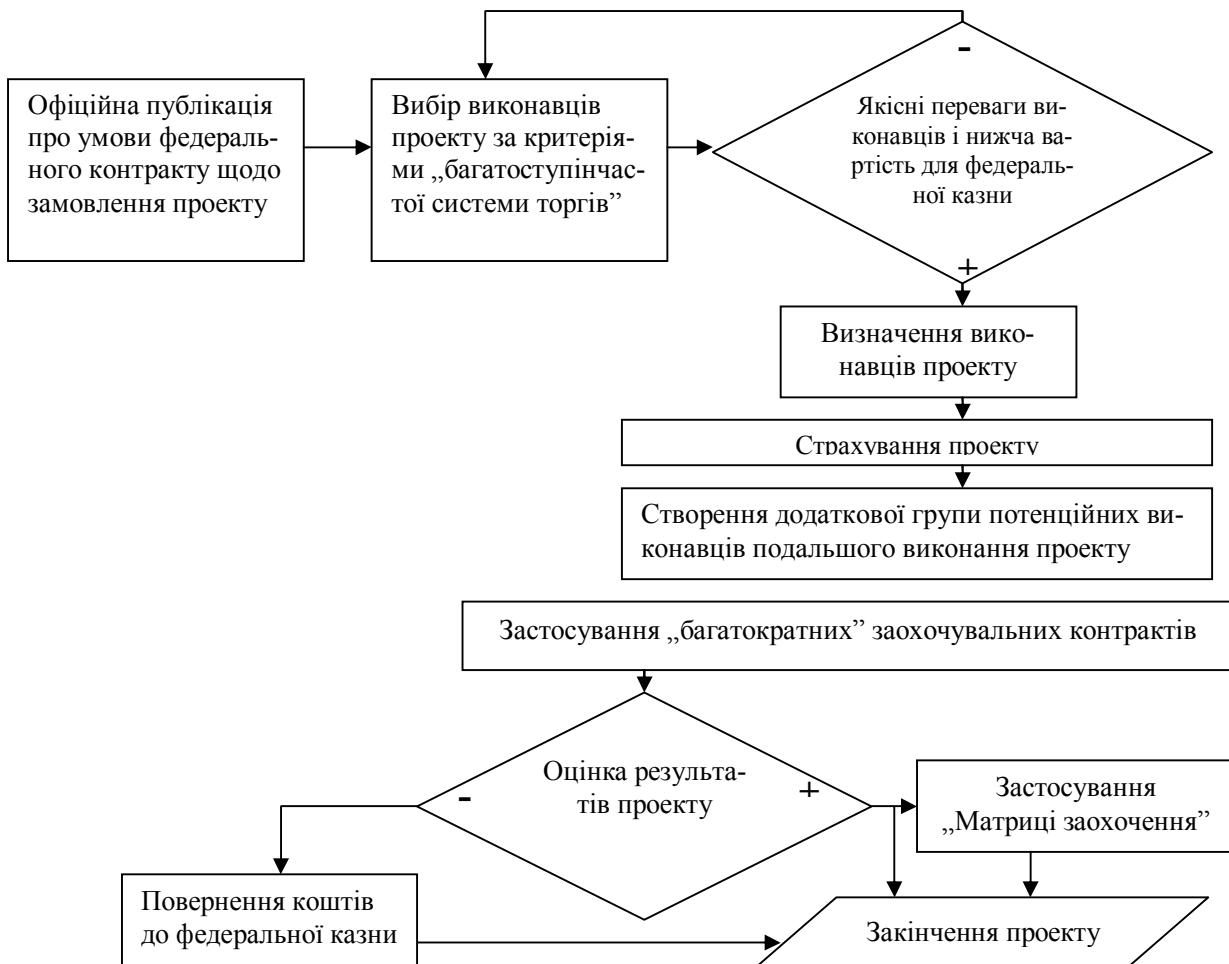 Офіційна публікація
про умови федераль-
ного контракту щодо
замовлення проекту
Вибір виконавців
проекту за критерія-
ми „багатоступінчас-
тої системи торгів”
-
Якісні переваги ви-
конавців і нижча ва-
ртість для федераль-
ної казни
+
Визначення вико-
навців проекту
Страхування проекту
Створення додаткової групи потенційних ви-
конавців подальшого виконання проекту
Застосування „багатократних” заохочувальних контрактів
Оцінка результа-
тів проекту
-
+
Застосування
„Матриці заохочення”
Повернення коштів
до федеральної казни
Закінчення проекту